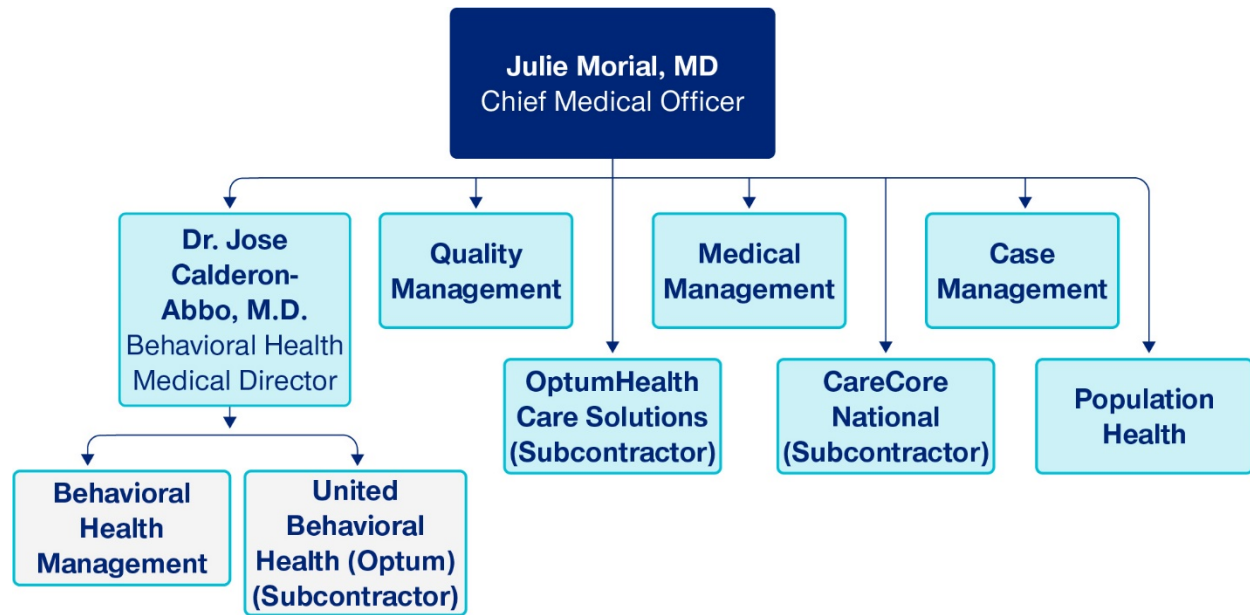 Julie Morial, MD
Chief Medical Officer
Dr. Jose
Calderon-
Abbo, M.D.
Behavioral Health
Medical Director
Quality
Management
Medical
Management
Case
Management
OptumHealth
Care Solutions
(Subcontractor)
CareCore
National
(Subcontractor)
Population
Health
Behavioral
Health
Management
United
Behavioral
Health (Optum)
(Subcontractor)